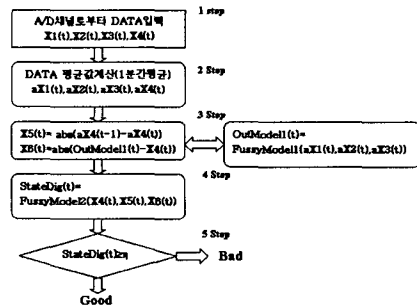 1 step
A/D채널로부터 DATA입력
X1(t),X2(t),X3(t),X4(t)
2 Step
DATA 평균값계산(1분간평균)
aX1(t),aX2(t),aX3(t),aX4(t)
3 Step
X5(t)= abs(aX4(t-1)-aX4(t))
X6(t)=abs(OutModel1(t)-X4(t))
OutModel1(t)=
FuzzyModel1(aX1(t),aX2(t),aX3(t))
4 Step
StateDig(t)=
FuzzyModel2(X4(t),X5(t),X6(t))
5 Step
StateDig(t)≥η
Bad
Good